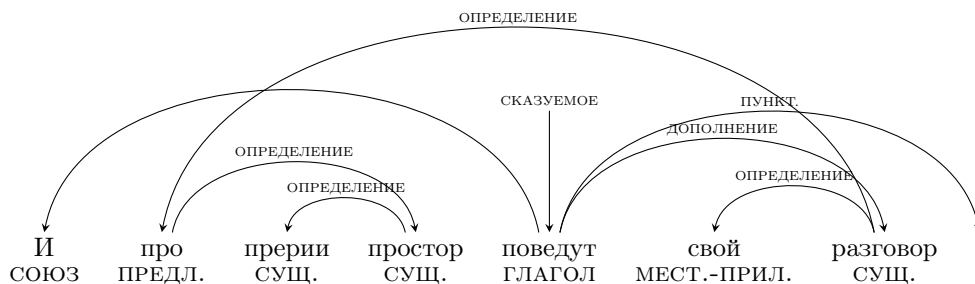 ОПРЕДЕЛЕНИЕ
СКАЗУЕМОЕ ПУНКТ.
ДОПОЛНЕНИЕ
ОПРЕДЕЛЕНИЕ
ОПРЕДЕЛЕНИЕ ОПРЕДЕЛЕНИЕ
И про прерии простор поведут свой разговор
СОЮЗ ПРЕДЛ. СУЩ. СУЩ. ГЛАГОЛ МЕСТ.-ПРИЛ. СУЩ.